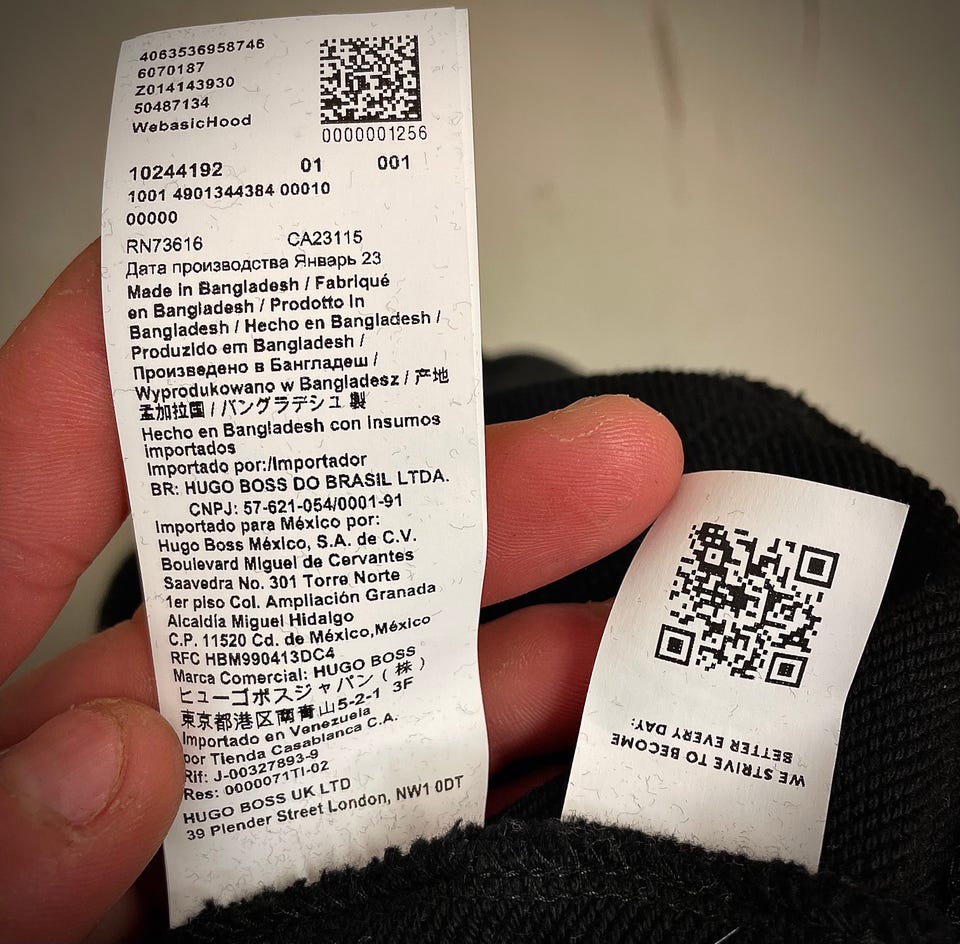 4063536958746
6070187
Z014143930
50487134
WebasicHood
0000001256
10244192 01 001
1001 4901344384 00010
00000
RN73616 CA23115
Дата производства Январь 23
Made in Bangladesh / Fabriqué
en Bangladesh / Prodotto In
Bangladesh / Hecho en Bangladesh /
Produzido em Bangladesh /
Произведено в Бангладеш /
Wyprodukowano w Bangladesz / 产地
孟加拉国 / バングラデシュ 製
Hecho en Bangladesh con Insumos
Importados
Importado por:/Importador
BR: HUGO BOSS DO BRASIL LTDA.
CNPJ: 57-621-054/0001-91
Importado para México por:
Hugo Boss México, S.A. de C.V.
Boulevard Miguel de Cervantes
Saavedra No. 301 Torre Norte
1er piso Col. Ampliación Granada
Alcaldía Miguel Hidalgo
C.P. 11520 Cd. de México,México
RFC HBM990413DC4
Marca Comercial: HUGO BOSS
ヒューゴボスジャパン(株)
東京都港区南青山5-2-1 3F
Importado en Venezuela
por Tienda Casablanca C.A.
Rif: J-00327893-9
Res: 0000071TI-02
HUGO BOSS UK LTD
39 Plender Street London, NW1 0DT
WE STRIVE TO BECOME
BETTER EVERY DAY: